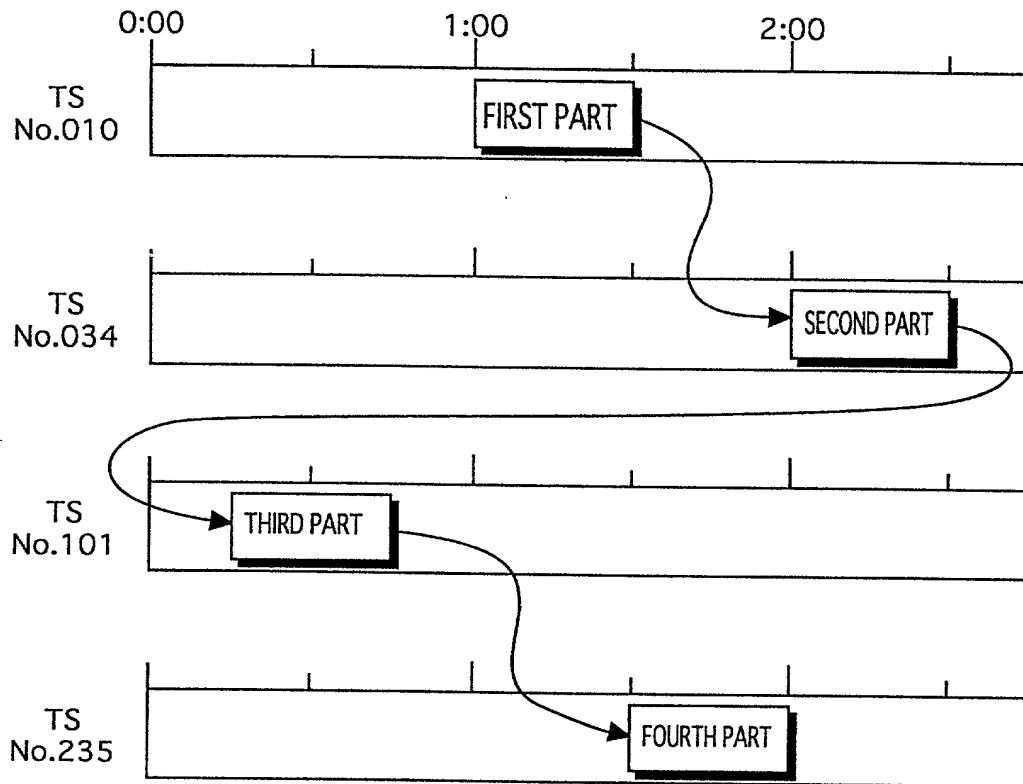 0:00 1:00 2:00
TS
No.010
FIRST PART
TS
No.034
SECOND PART
TS
No.101
THIRD PART
TS
No.235
FOURTH PART